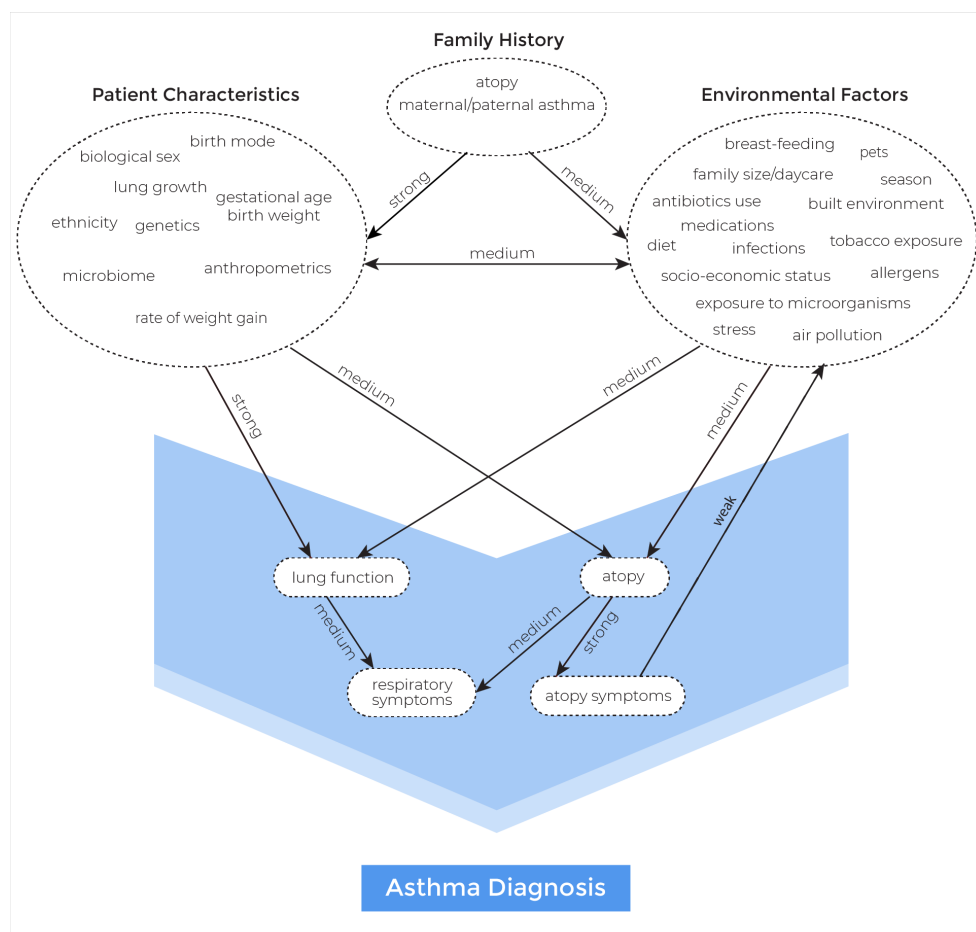 Family History
atopy
maternal/paternal asthma
Patient Characteristics
birth mode
biological sex
lung growth
gestational age
birth weight
ethnicity
genetics
microbiome
anthropometrics
rate of weight gain
Environmental Factors
breast-feeding
pets
family size/daycare
season
antibiotics use
built environment
medications
diet
infections
tobacco exposure
socio-economic status
allergens
exposure to microorganisms
stress
air pollution
strong
medium
medium
strong
medium
medium
medium
weak
lung function
atopy
medium
medium
strong
respiratory
symptoms
atopy symptoms
Asthma Diagnosis